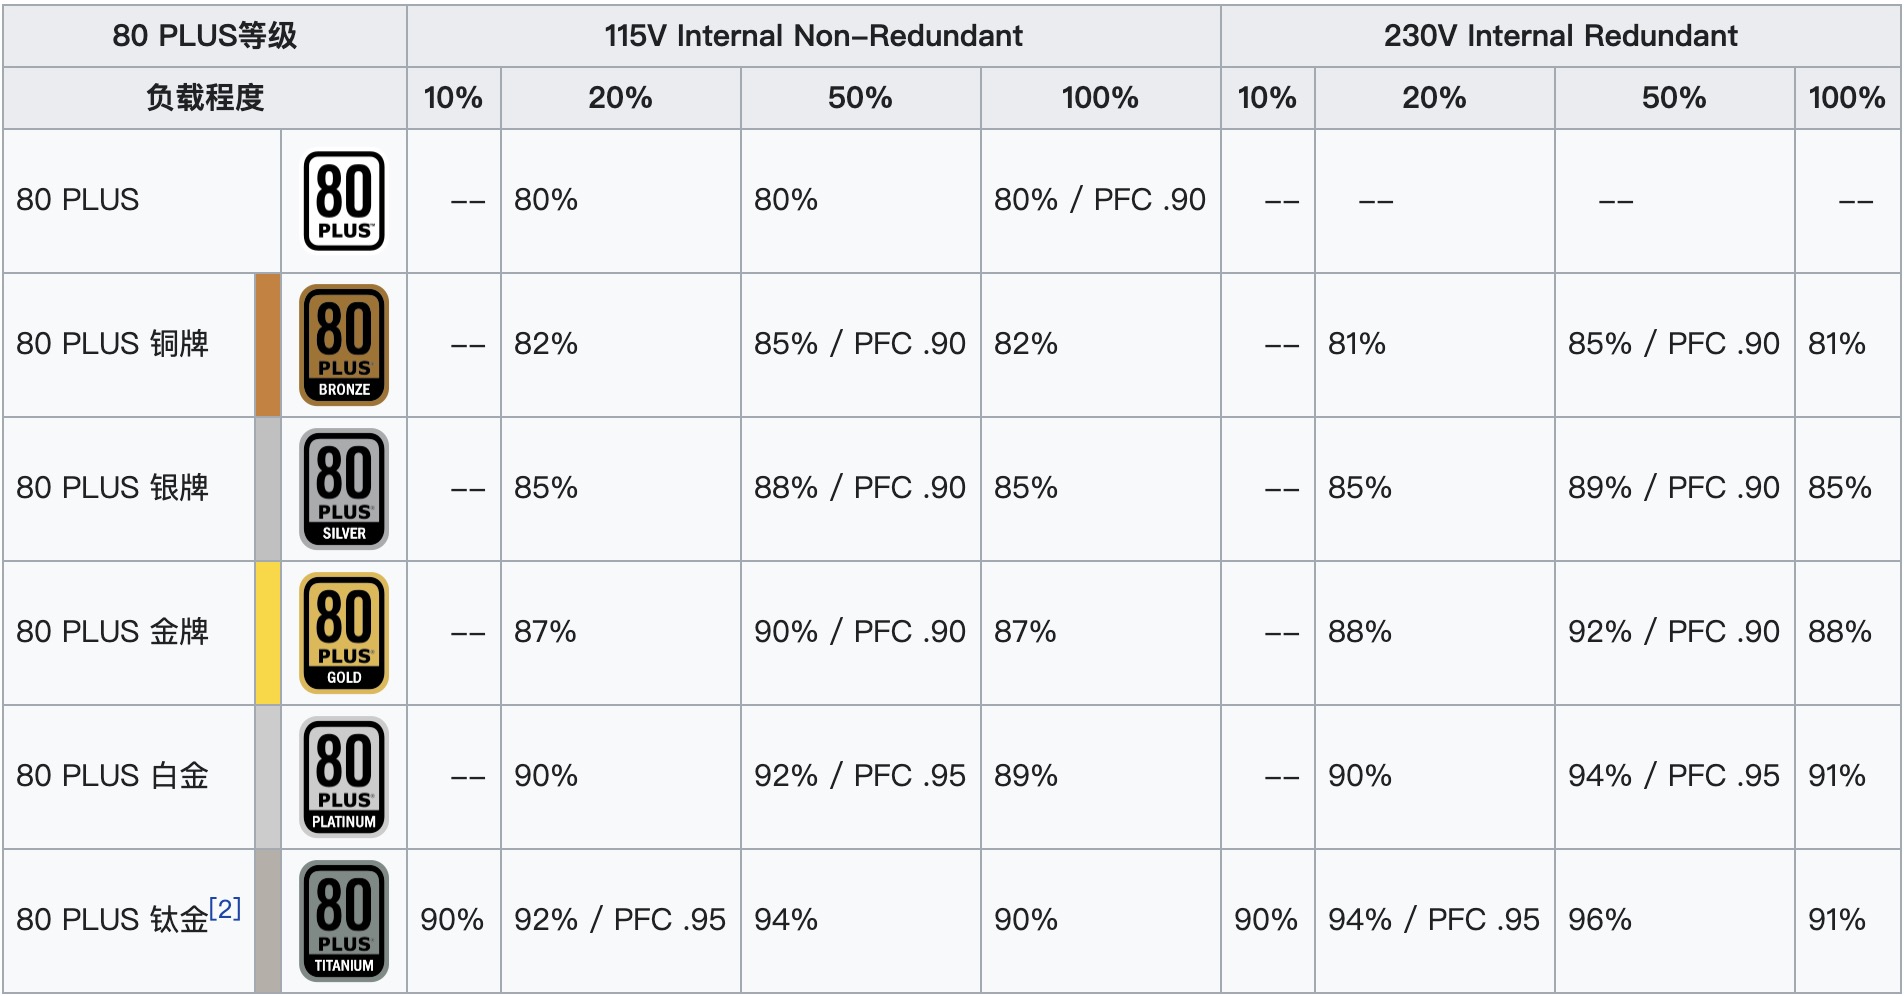 80 PLUS等级 115V Internal Non-Redundant 230V Internal Redundant
负载程度 10% 20% 50% 100% 10% 20% 50% 100%
80 PLUS 80 PLUS -- 80% 80% 80% / PFC .90 -- -- -- --
80 PLUS 铜牌 80 PLUS BRONZE -- 82% 85% / PFC .90 82% -- 81% 85% / PFC .90 81%
80 PLUS 银牌 80 PLUS SILVER -- 85% 88% / PFC .90 85% -- 85% 89% / PFC .90 85%
80 PLUS 金牌 80 PLUS GOLD -- 87% 90% / PFC .90 87% -- 88% 92% / PFC .90 88%
80 PLUS 白金 80 PLUS PLATINUM -- 90% 92% / PFC .95 89% -- 90% 94% / PFC .95 91%
80 PLUS 钛金[2] 80 PLUS TITANIUM 90% 92% / PFC .95 94% 90% 90% 94% / PFC .95 96% 91%